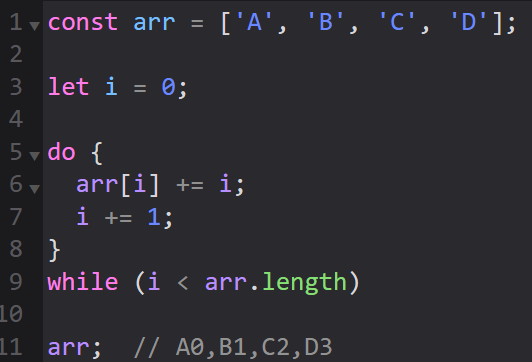 1 const arr = ['A', 'B', 'C', 'D'];
2
3 let i = 0;
4
5 do {
6   arr[i] += i;
7   i += 1;
8 }
9 while (i < arr.length)
10
11 arr;  // A0,B1,C2,D3